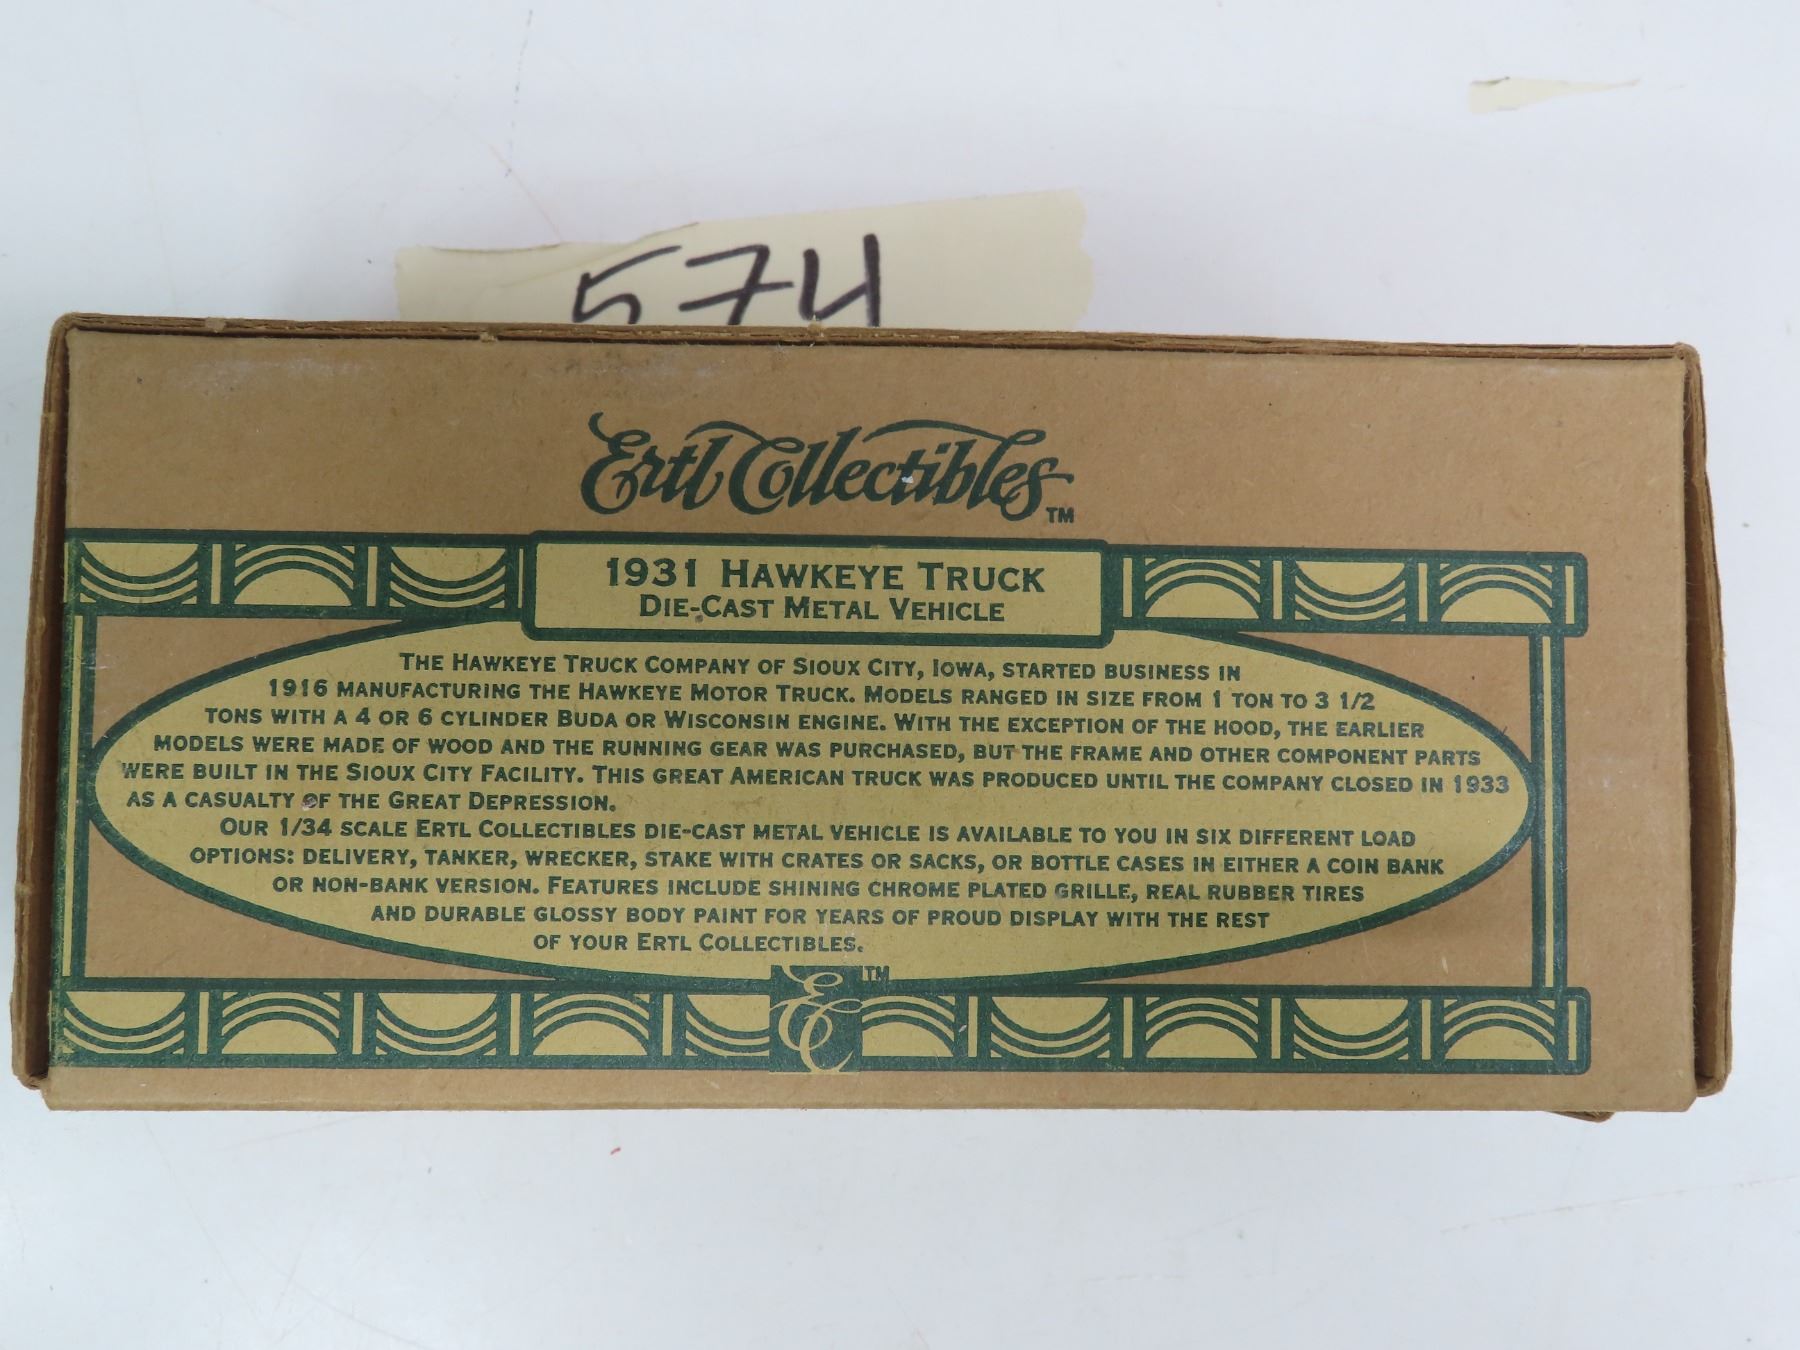 574
Ertl Collectibles™
1931 HAWKEYE TRUCK
DIE-CAST METAL VEHICLE
THE HAWKEYE TRUCK COMPANY OF SIOUX CITY, IOWA, STARTED BUSINESS IN
1916 MANUFACTURING THE HAWKEYE MOTOR TRUCK. MODELS RANGED IN SIZE FROM 1 TON TO 3 1/2
TONS WITH A 4 OR 6 CYLINDER BUDA OR WISCONSIN ENGINE. WITH THE EXCEPTION OF THE HOOD, THE EARLIER
MODELS WERE MADE OF WOOD AND THE RUNNING GEAR WAS PURCHASED, BUT THE FRAME AND OTHER COMPONENT PARTS
WERE BUILT IN THE SIOUX CITY FACILITY. THIS GREAT AMERICAN TRUCK WAS PRODUCED UNTIL THE COMPANY CLOSED IN 1933
AS A CASUALTY OF THE GREAT DEPRESSION.
OUR 1/34 SCALE ERTL COLLECTIBLES DIE-CAST METAL VEHICLE IS AVAILABLE TO YOU IN SIX DIFFERENT LOAD
OPTIONS: DELIVERY, TANKER, WRECKER, STAKE WITH CRATES OR SACKS, OR BOTTLE CASES IN EITHER A COIN BANK
OR NON-BANK VERSION. FEATURES INCLUDE SHINING CHROME PLATED GRILLE, REAL RUBBER TIRES
AND DURABLE GLOSSY BODY PAINT FOR YEARS OF PROUD DISPLAY WITH THE REST
OF YOUR ERTL COLLECTIBLES.
EC™